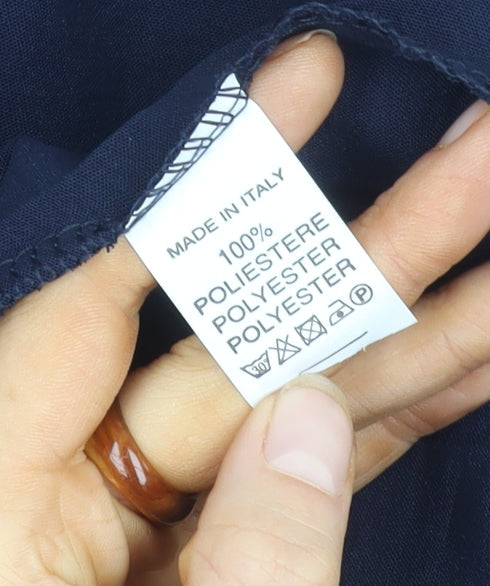 MADE IN ITALY
100%
POLIESTERE
POLYESTER
POLYESTER
30 P